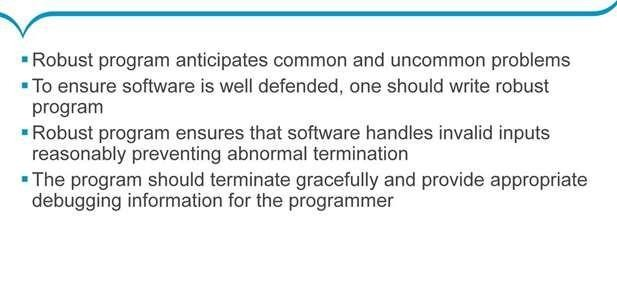 ▪ Robust program anticipates common and uncommon problems
▪ To ensure software is well defended, one should write robust
program
▪ Robust program ensures that software handles invalid inputs
reasonably preventing abnormal termination
▪ The program should terminate gracefully and provide appropriate
debugging information for the programmer